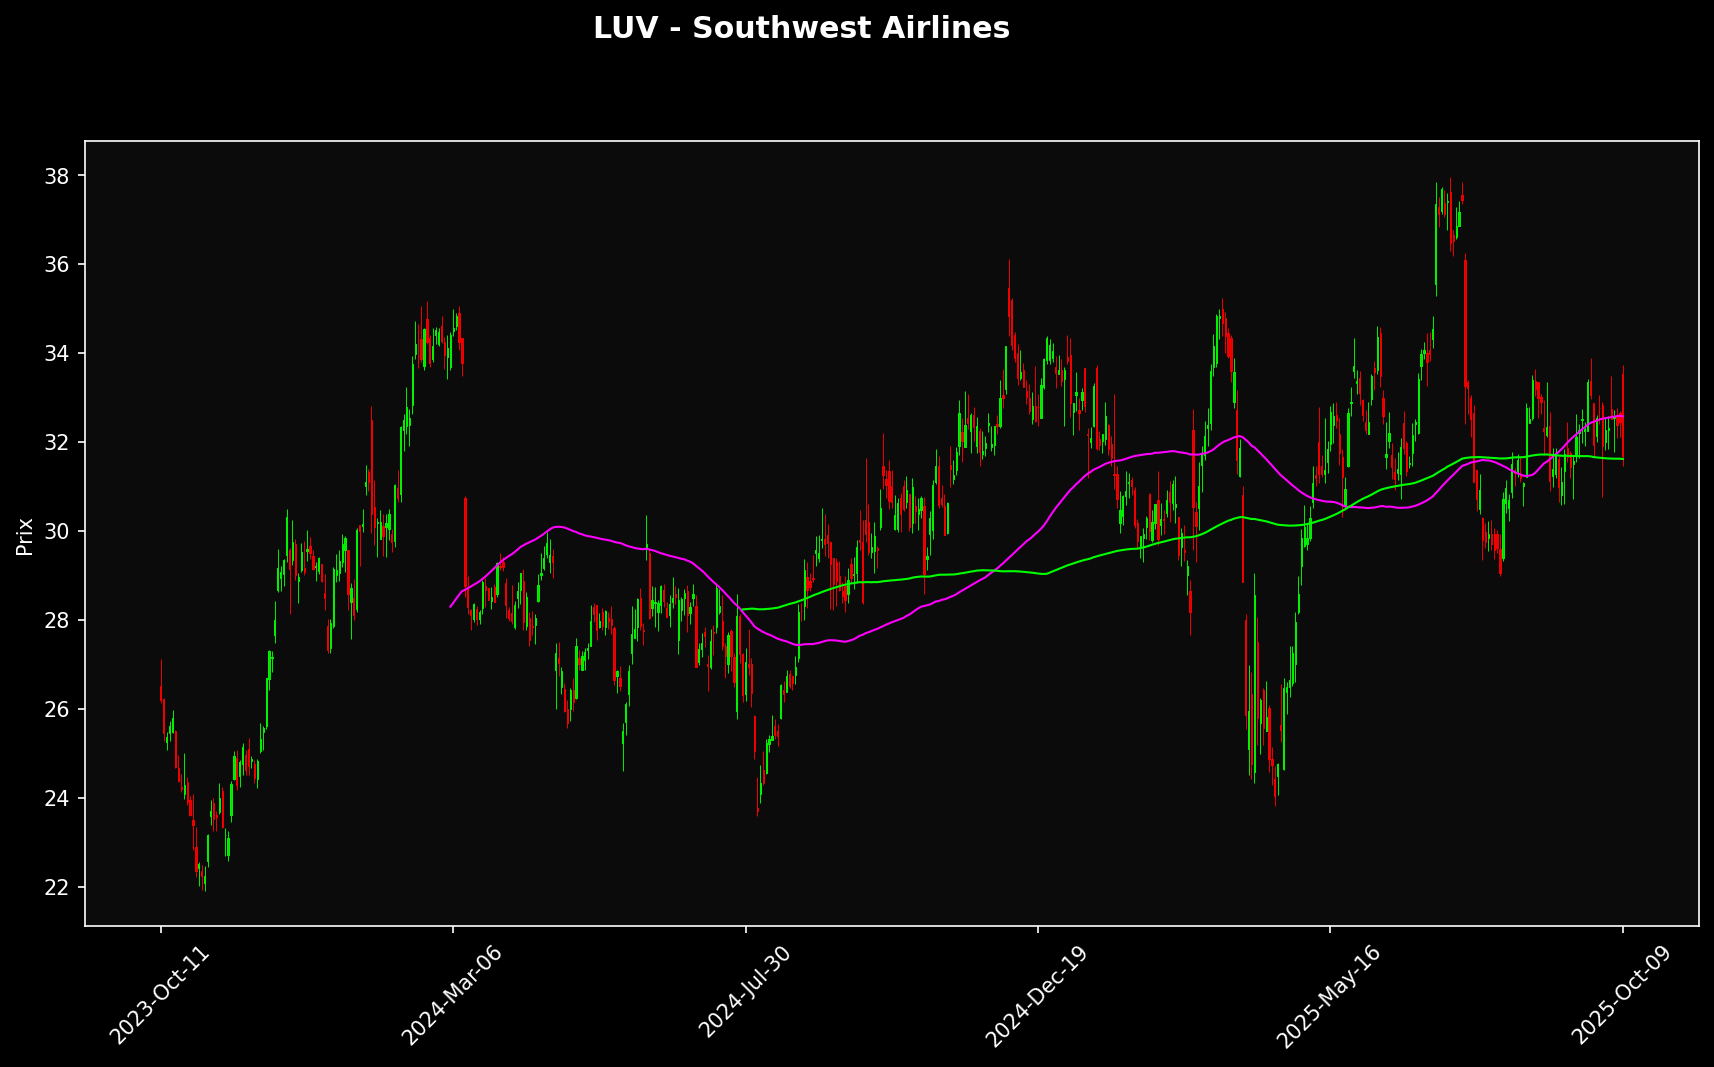 LUV - Southwest Airlines
Prix
38
36
34
32
30
28
26
24
22
2023-Oct-11
2024-Mar-06
2024-Jul-30
2024-Dec-19
2025-May-16
2025-Oct-09